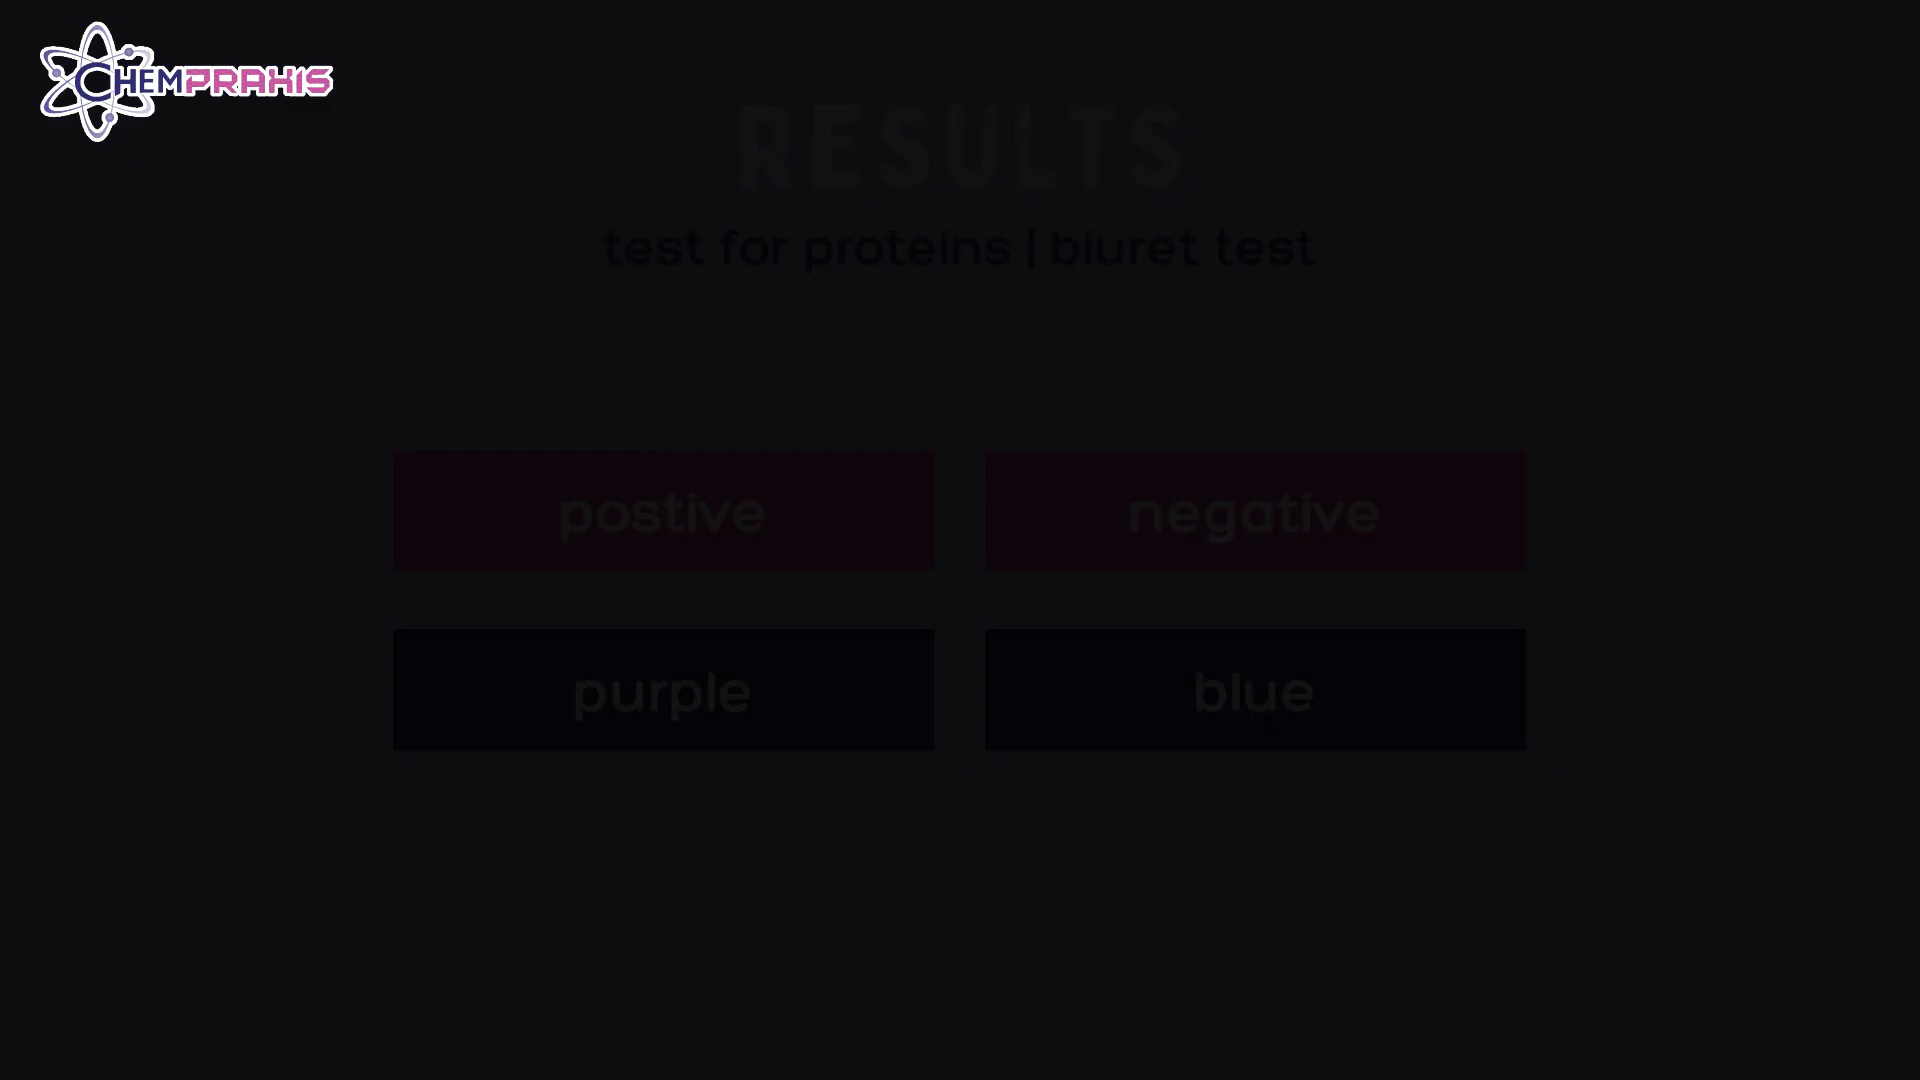 CHEMPRAXIS
RESULTS
test for proteins | biuret test
postive negative
purple blue